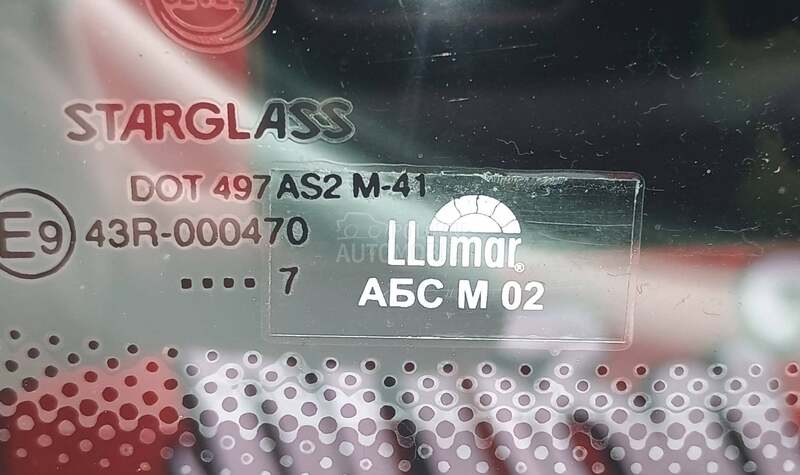 STARGLASS
DOT 497 AS2 M-41
E9 43R-000470
.... 7
LLumar®
АБС М 02